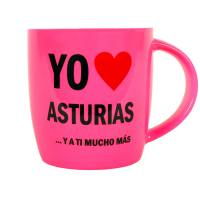 YO ❤
ASTURIAS
...Y A TI MUCHO MÁS